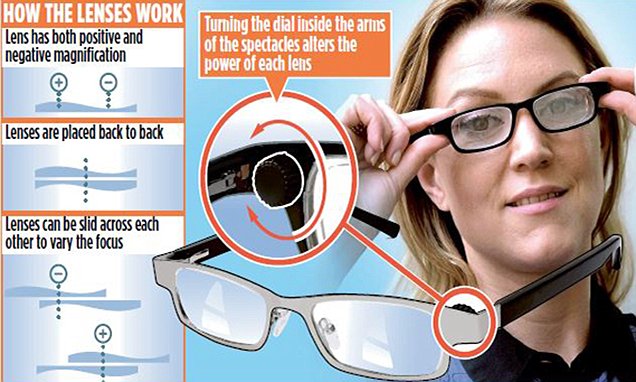 HOW THE LENSES WORK
Lens has both positive and
negative magnification
+ −
Lenses are placed back to back
Lenses can be slid across each
other to vary the focus
−
+
Turning the dial inside the arms
of the spectacles alters the
power of each lens